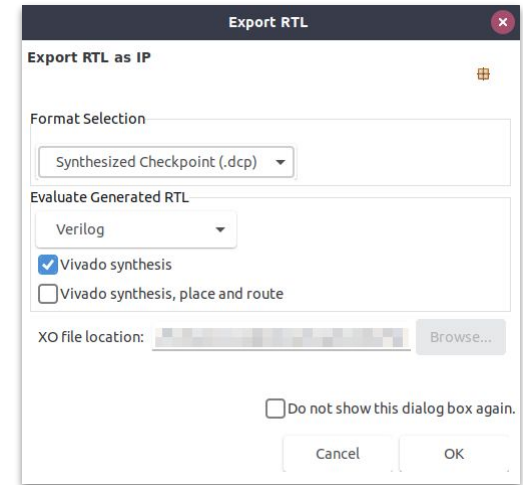 Export RTL
Export RTL as IP
Format Selection
Synthesized Checkpoint (.dcp)
Evaluate Generated RTL
Verilog
Vivado synthesis
Vivado synthesis, place and route
XO file location: Browse...
Do not show this dialog box again.
Cancel OK